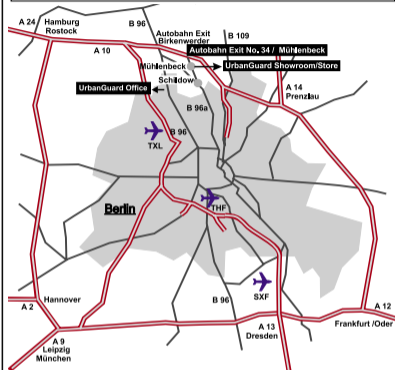 A 24
Hamburg
Rostock
B 96
A 10
Autobahn Exit
Birkenwerder
B 109
Autobahn Exit No. 34 / Mühlenbeck
Mühlenbeck
UrbanGuard Showroom/Store
Schildow
UrbanGuard Office
A 14
Prenzlau
B 96a
B 96
TXL
Berlin
THF
SXF
A 2
Hannover
B 96
A 12
Frankfurt /Oder
A 9
Leipzig
München
A 13
Dresden